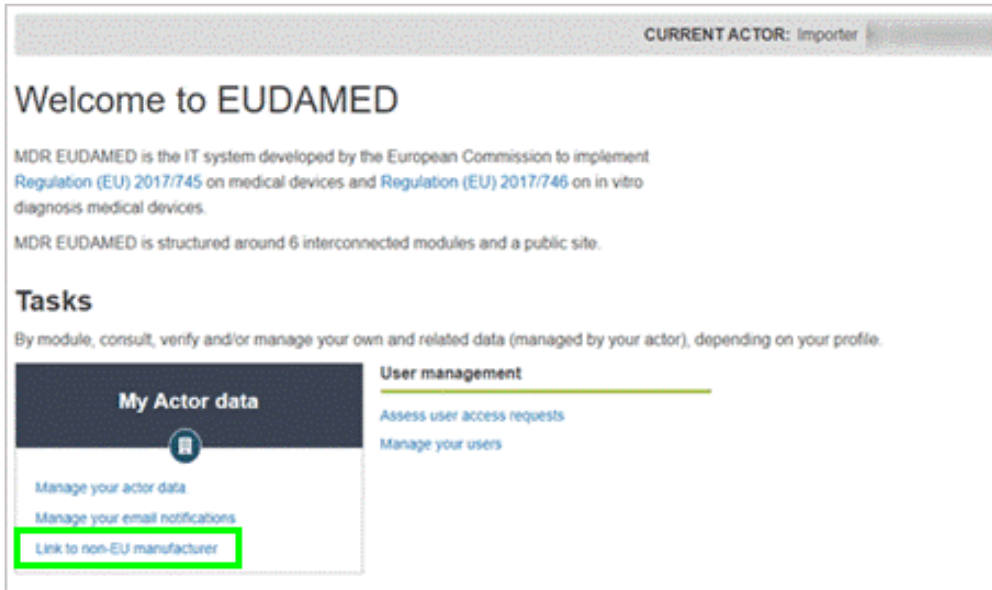 CURRENT ACTOR: Importer
Welcome to EUDAMED
MDR EUDAMED is the IT system developed by the European Commission to implement
Regulation (EU) 2017/745 on medical devices and Regulation (EU) 2017/746 on in vitro
diagnosis medical devices.
MDR EUDAMED is structured around 6 interconnected modules and a public site.
Tasks
By module, consult, verify and/or manage your own and related data (managed by your actor), depending on your profile.
My Actor data
Manage your actor data
Manage your email notifications
Link to non-EU manufacturer
User management
Assess user access requests
Manage your users